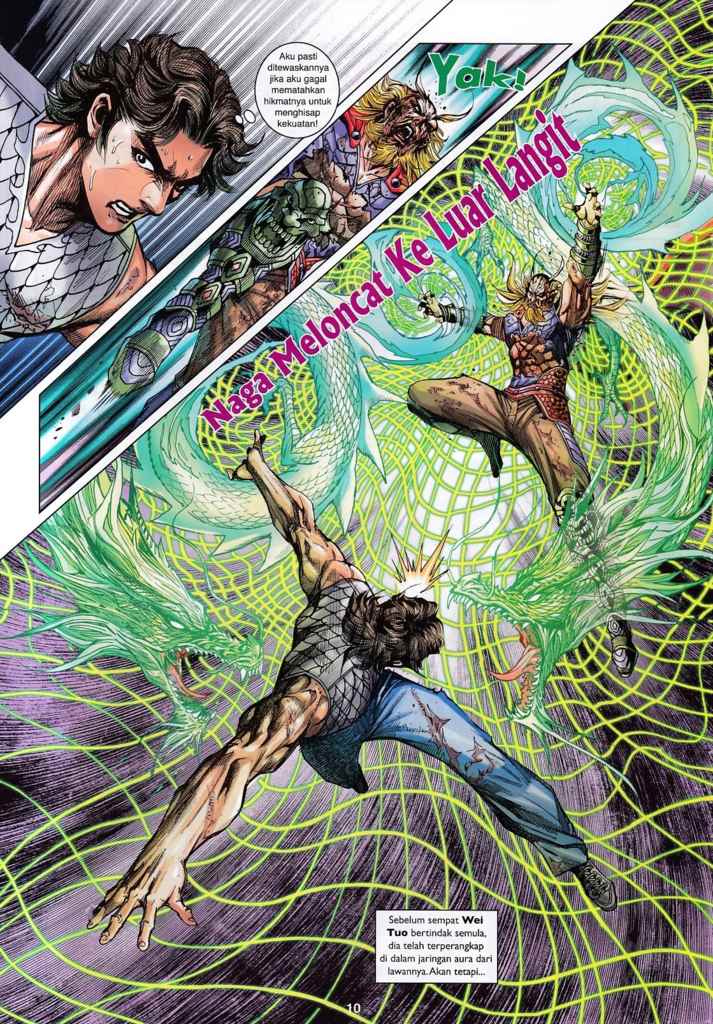 Aku pasti
ditewaskannya
jika aku gagal
mematahkan
hikmatnya untuk
menghisap
kekuatan!
Yak!
Naga Meloncat Ke Luar Langit
Sebelum sempat Wei
Tuo bertindak semula,
dia telah terperangkap
di dalam jaringan aura dari
lawannya. Akan tetapi...
10